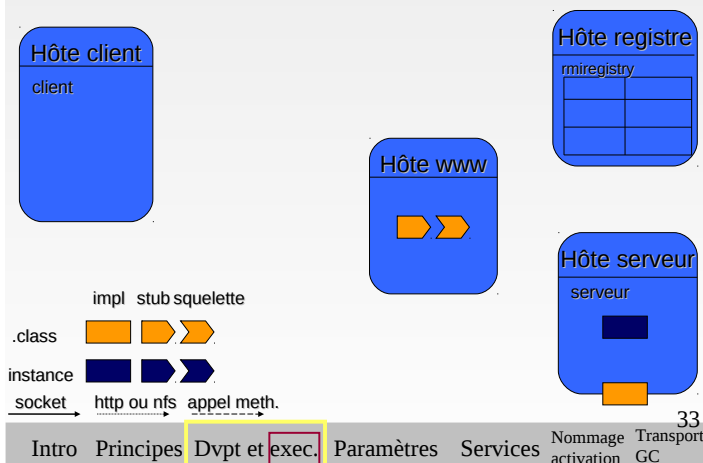 Hôte client
client
Hôte registre
rmiregistry
Hôte www
Hôte serveur
serveur
impl stub squelette
.class
instance
socket http ou nfs appel meth.
33
Intro Principes Dvpt et exec. Paramètres Services Nommage activation Transport GC